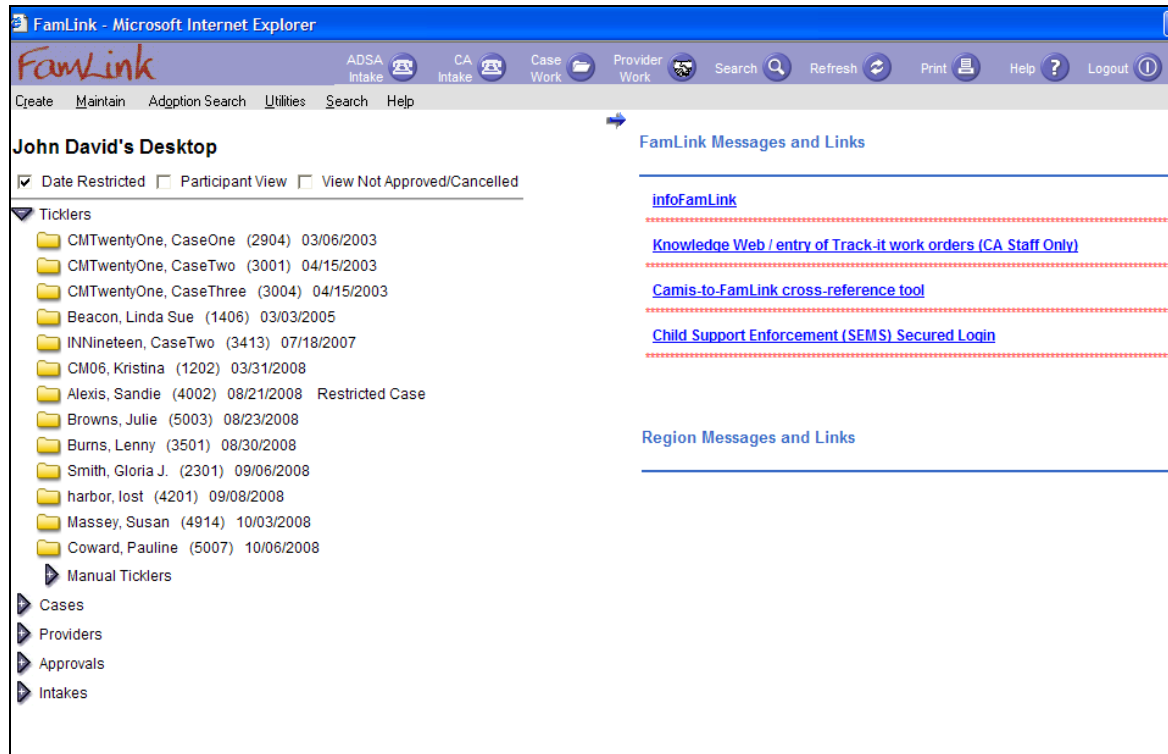 FamLink - Microsoft Internet Explorer
FamLink
ADSA Intake CA Intake Case Work Provider Work Search Refresh Print Help Logout
Create Maintain Adoption Search Utilities Search Help
John David's Desktop
Date Restricted Participant View View Not Approved/Cancelled
Ticklers
CMTwentyOne, CaseOne (2904) 03/06/2003
CMTwentyOne, CaseTwo (3001) 04/15/2003
CMTwentyOne, CaseThree (3004) 04/15/2003
Beacon, Linda Sue (1406) 03/03/2005
INNineteen, CaseTwo (3413) 07/18/2007
CM06, Kristina (1202) 03/31/2008
Alexis, Sandie (4002) 08/21/2008 Restricted Case
Browns, Julie (5003) 08/23/2008
Burns, Lenny (3501) 08/30/2008
Smith, Gloria J. (2301) 09/06/2008
harbor, lost (4201) 09/08/2008
Massey, Susan (4914) 10/03/2008
Coward, Pauline (5007) 10/06/2008
Manual Ticklers
Cases
Providers
Approvals
Intakes
FamLink Messages and Links
infoFamLink
Knowledge Web / entry of Track-it work orders (CA Staff Only)
Camis-to-FamLink cross-reference tool
Child Support Enforcement (SEMS) Secured Login
Region Messages and Links